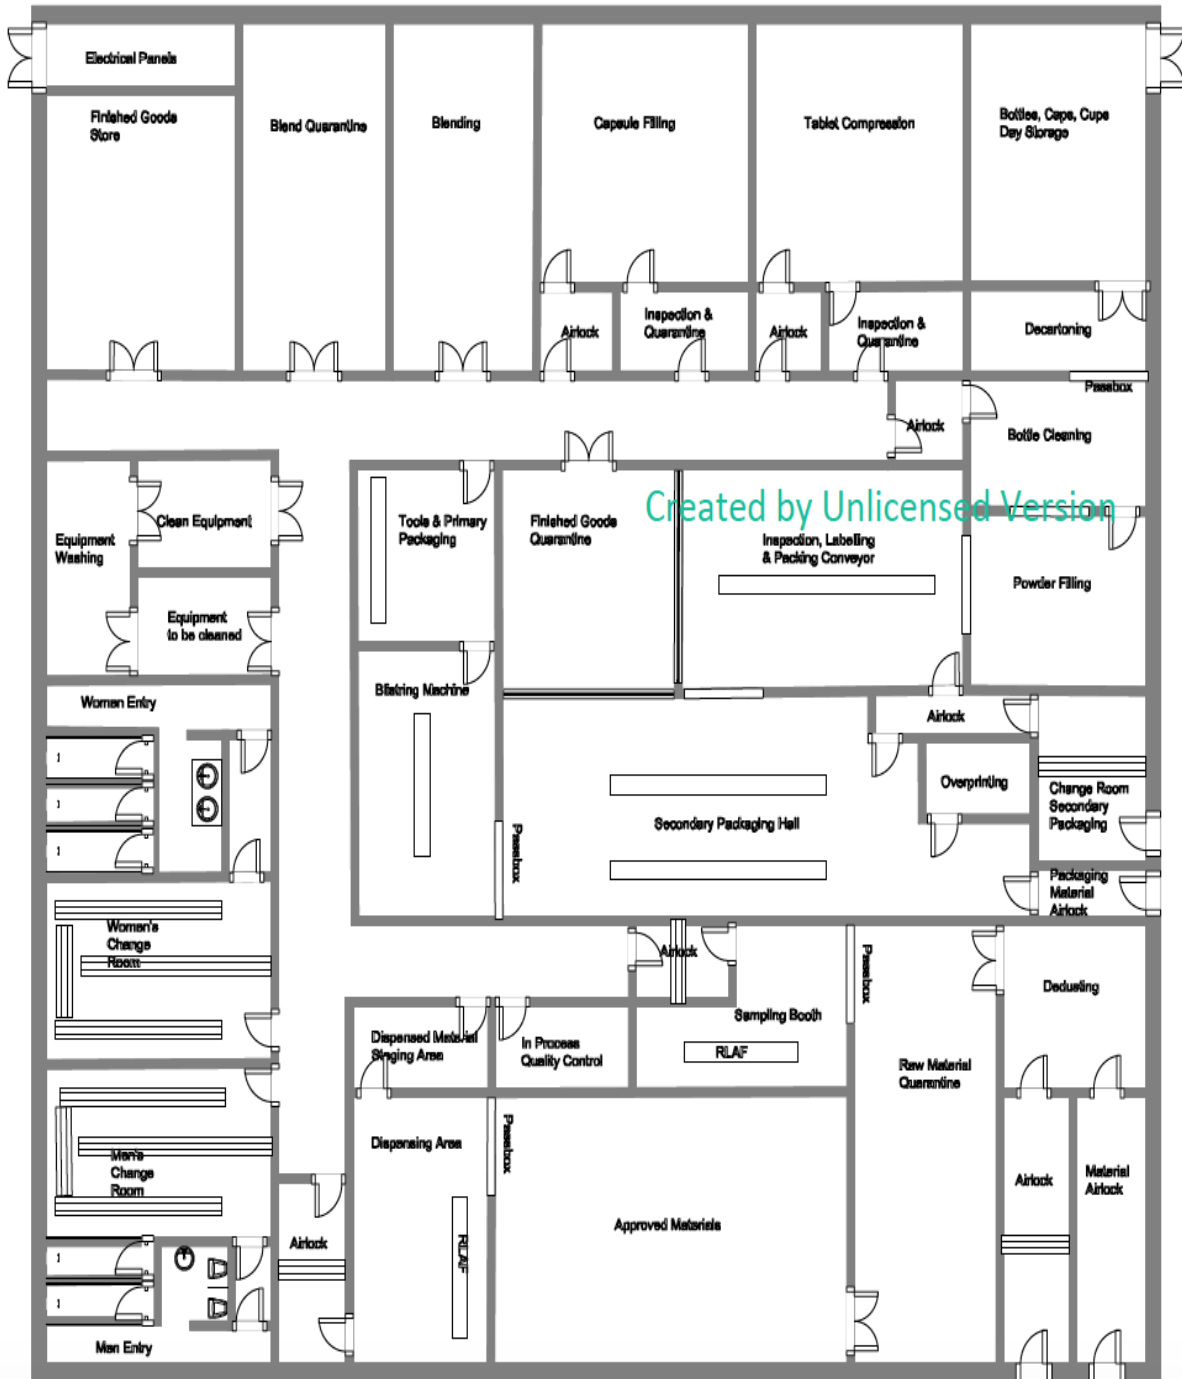 Electrical Panels
Finished Goods
Store
Blend Quarantine
Blending
Capsule Filling
Tablet Compression
Bottles, Caps, Cups
Day Storage
Airlock
Inspection &
Quarantine
Airlock
Inspection &
Quarantine
Decartoning
Passbox
Airlock
Bottle Cleaning
Created by Unlicensed Version
Equipment
Washing
Clean Equipment
Tools & Primary
Packaging
Finished Goods
Quarantine
Inspection, Labelling
& Packing Conveyor
Powder Filling
Equipment
to be cleaned
Women Entry
Blistring Machine
Airlock
Overprinting
Change Room
Secondary
Packaging
Secondary Packaging Hall
Passbox
Packaging
Material
Airlock
Women's
Change
Room
Airlock
Passbox
Dedusting
Sampling Booth
RLAF
Dispensed Material
Staging Area
In Process
Quality Control
Raw Material
Quarantine
Men's
Change
Room
Dispensing Area
Passbox
RLAF
Approved Materials
Airlock
Material
Airlock
Airlock
Men Entry